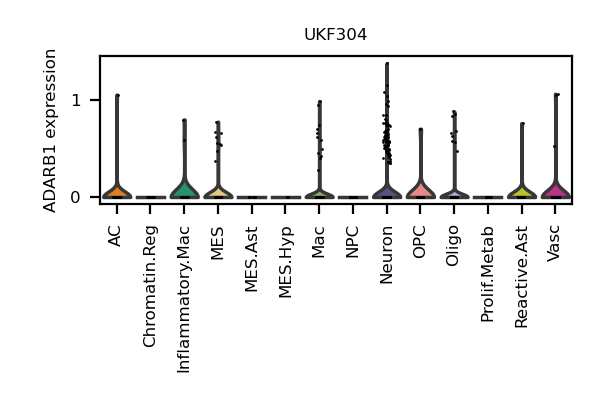 UKF304
ADARB1 expression
1
0
AC
Chromatin.Reg
Inflammatory.Mac
MES
MES.Ast
MES.Hyp
Mac
NPC
Neuron
OPC
Oligo
Prolif.Metab
Reactive.Ast
Vasc